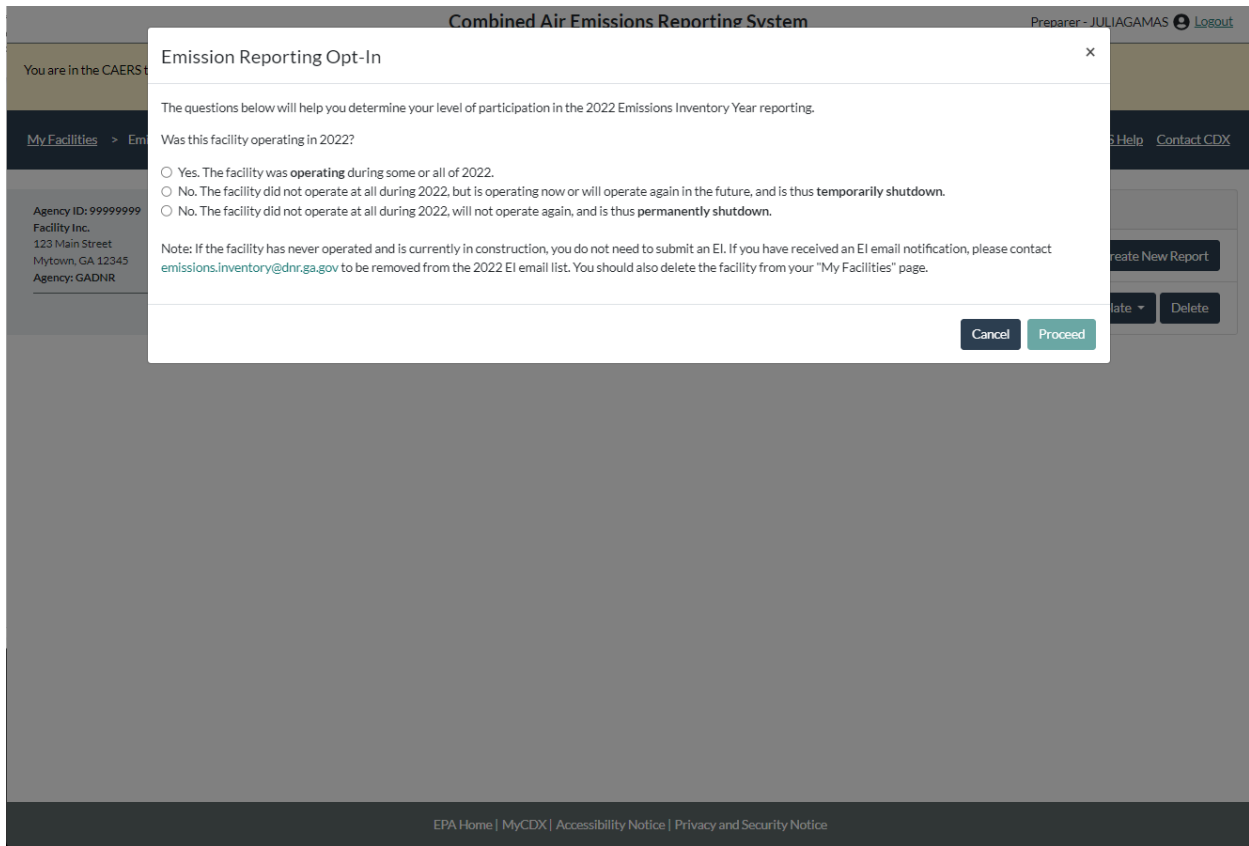 Combined Air Emissions Reporting System
Preparer - JULIAGAMAS Logout
Emission Reporting Opt-In ×
You are in the CAERS t
The questions below will help you determine your level of participation in the 2022 Emissions Inventory Year reporting.
My Facilities > Emi
Was this facility operating in 2022?
S Help Contact CDX
Yes. The facility was operating during some or all of 2022.
No. The facility did not operate at all during 2022, but is operating now or will operate again in the future, and is thus temporarily shutdown.
No. The facility did not operate at all during 2022, will not operate again, and is thus permanently shutdown.
Agency ID: 99999999
Facility Inc.
123 Main Street
Mytown, GA 12345
Agency: GADNR
Note: If the facility has never operated and is currently in construction, you do not need to submit an EI. If you have received an EI email notification, please contact
emissions.inventory@dnr.ga.gov to be removed from the 2022 EI email list. You should also delete the facility from your "My Facilities" page.
reate New Report
late Delete
Cancel Proceed
EPA Home | MyCDX | Accessibility Notice | Privacy and Security Notice